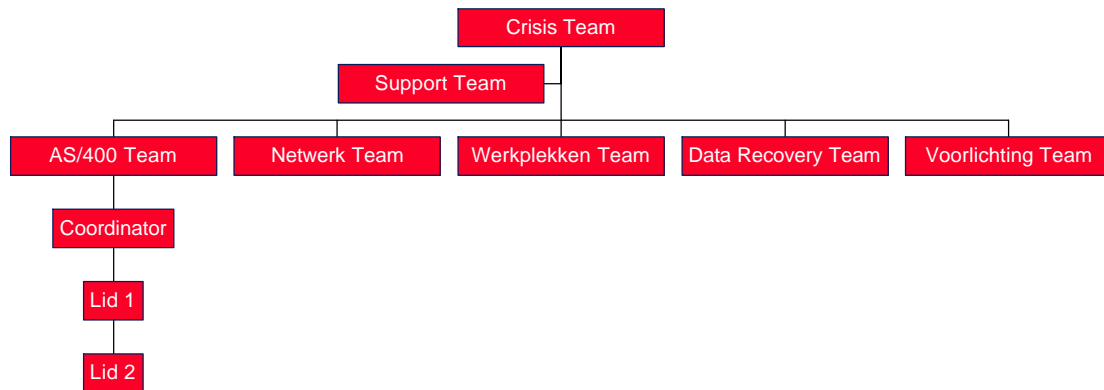 Crisis Team
Support Team
AS/400 Team
Netwerk Team
Werkplekken Team
Data Recovery Team
Voorlichting Team
Coordinator
Lid 1
Lid 2